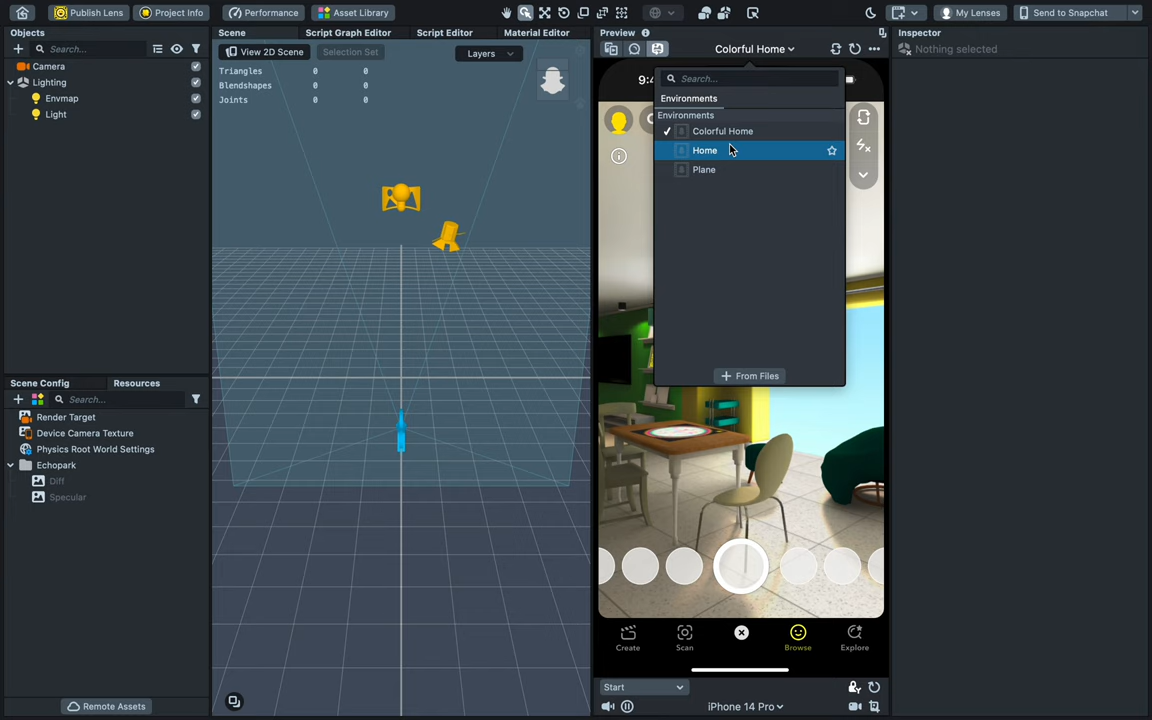 Publish Lens
Project Info
Performance
Asset Library
My Lenses
Send to Snapchat
Objects
Search...
Camera
Lighting
Envmap
Light
Scene Config
Resources
Search...
Render Target
Device Camera Texture
Physics Root World Settings
Echopark
Diff
Specular
Remote Assets
Scene
Script Graph Editor
Script Editor
Material Editor
View 2D Scene
Selection Set
Layers
Triangles 0 0
Blendshapes 0 0
Joints 0 0
Preview
Colorful Home
9:4
Search...
Environments
Environments
Colorful Home
Home
Plane
+ From Files
Create
Scan
Browse
Explore
Start
iPhone 14 Pro
Inspector
Nothing selected